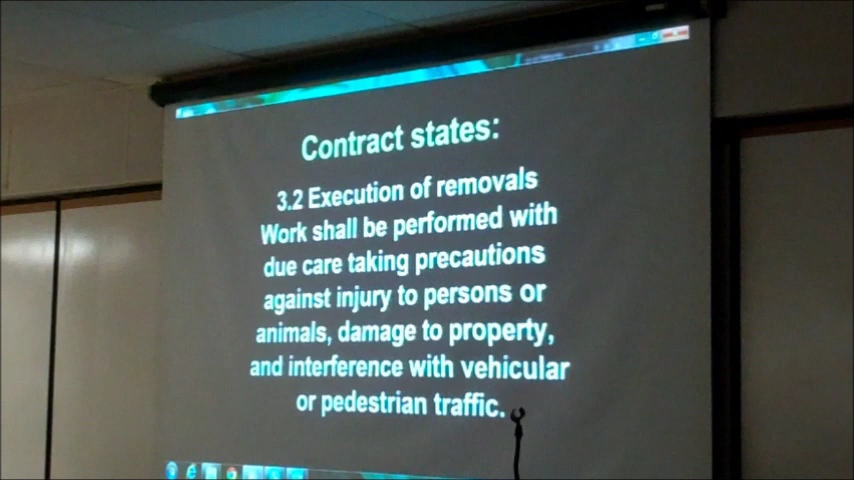 Contract states:
3.2 Execution of removals
Work shall be performed with
due care taking precautions
against injury to persons or
animals, damage to property,
and interference with vehicular
or pedestrian traffic.